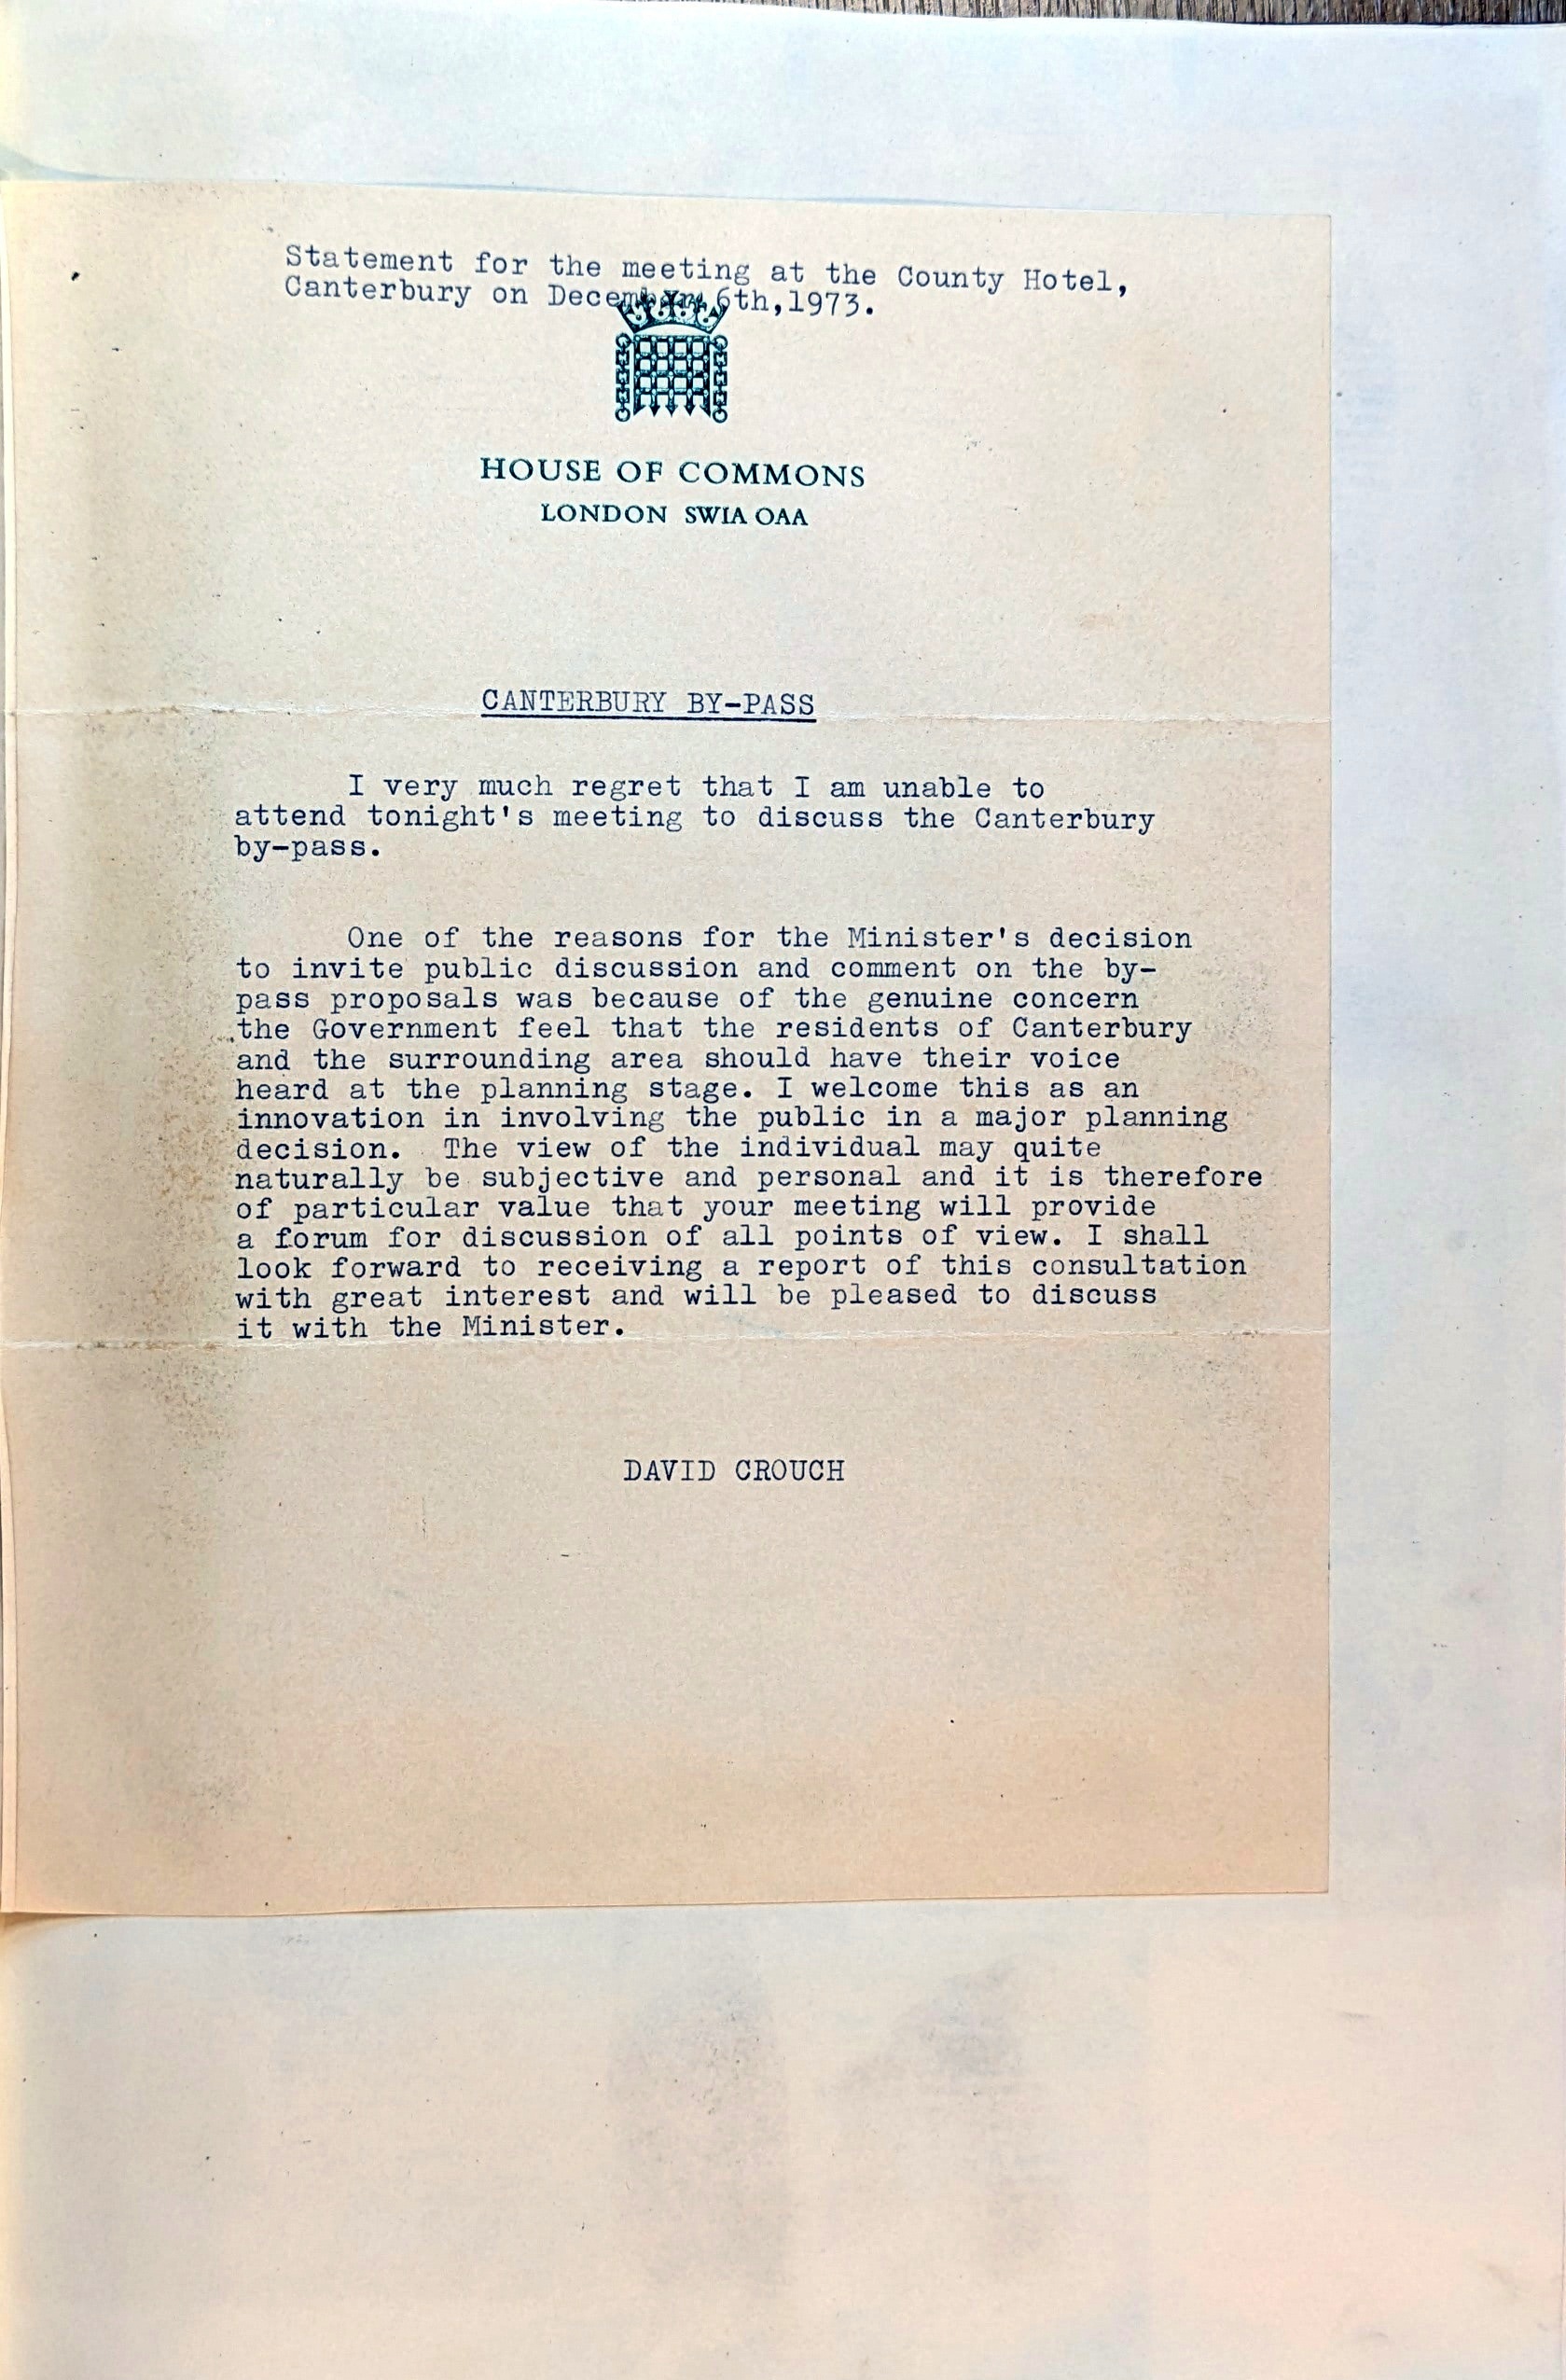 Statement for the meeting at the County Hotel,
Canterbury on December 6th,1973.
HOUSE OF COMMONS
LONDON SW1A 0AA
CANTERBURY BY-PASS
I very much regret that I am unable to
attend tonight's meeting to discuss the Canterbury
by-pass.
One of the reasons for the Minister's decision
to invite public discussion and comment on the by-
pass proposals was because of the genuine concern
the Government feel that the residents of Canterbury
and the surrounding area should have their voice
heard at the planning stage. I welcome this as an
innovation in involving the public in a major planning
decision. The view of the individual may quite
naturally be subjective and personal and it is therefore
of particular value that your meeting will provide
a forum for discussion of all points of view. I shall
look forward to receiving a report of this consultation
with great interest and will be pleased to discuss
it with the Minister.
DAVID CROUCH